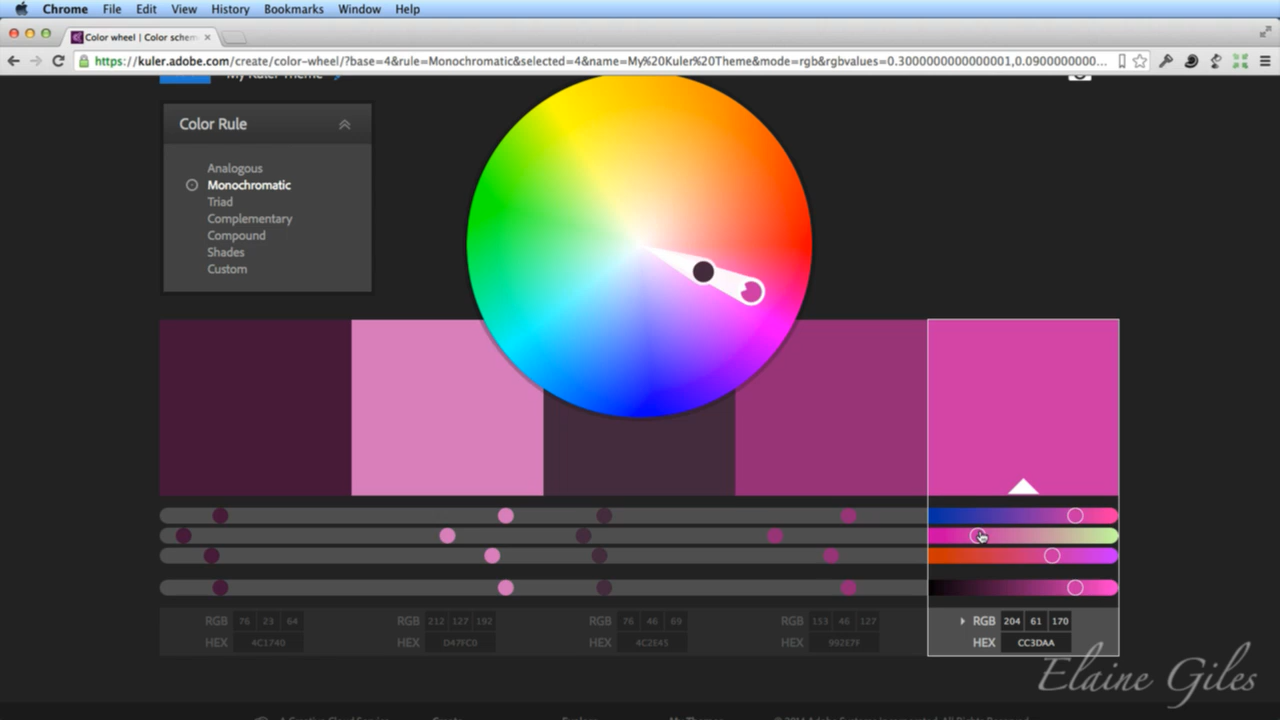 Chrome File Edit View History Bookmarks Window Help
Color wheel | Color schem
https://kuler.adobe.com/create/color-wheel/?base=4&rule=Monochromatic&selected=4&name=My%20Kuler%20Theme&mode=rgb&rgbvalues=0.3000000000000001,0.0900000000...
My Kuler Theme
Color Rule
Analogous
Monochromatic
Triad
Complementary
Compound
Shades
Custom
RGB 76 23 64 RGB 212 127 192 RGB 76 46 69 RGB 153 46 127 RGB 204 61 170
HEX 4C1740 HEX D47FC0 HEX 4C2E45 HEX 992E7F HEX CC3DAA
Elaine Giles